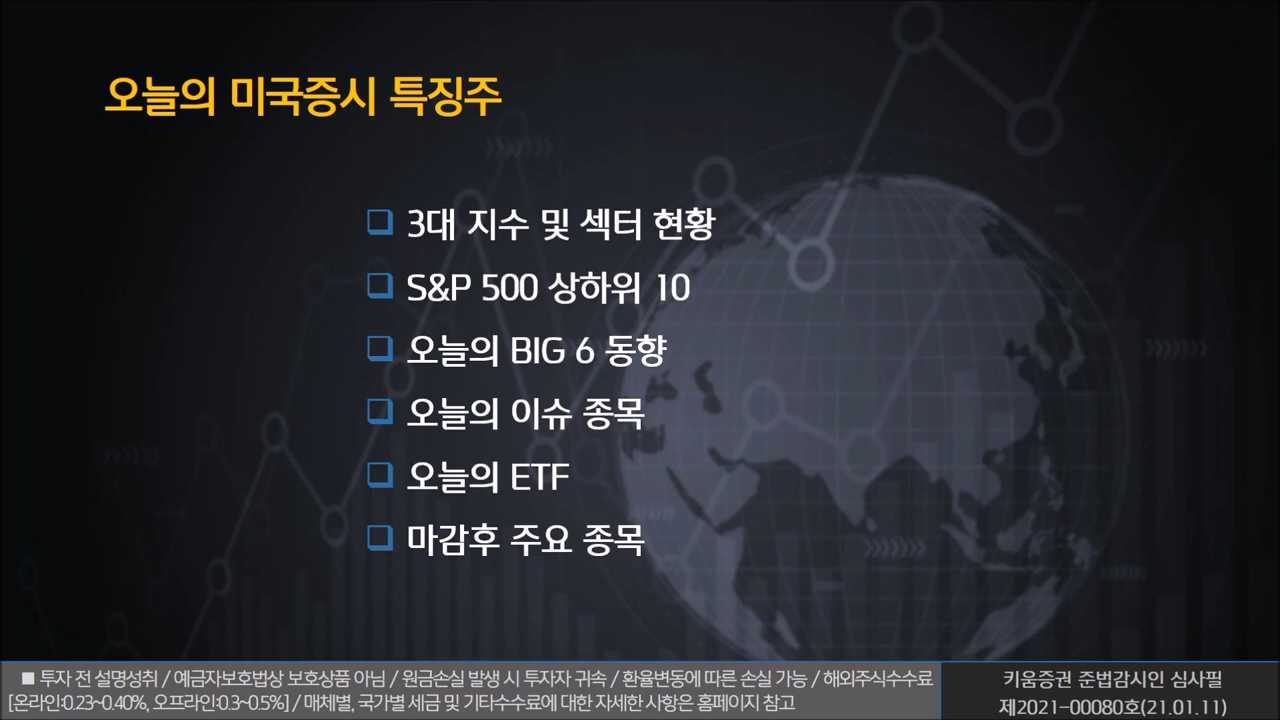 오늘의 미국증시 특징주
❏ 3대 지수 및 섹터 현황
❏ S&P 500 상하위 10
❏ 오늘의 BIG 6 동향
❏ 오늘의 이슈 종목
❏ 오늘의 ETF
❏ 마감후 주요 종목
■ 투자 전 설명성취 / 예금자보호법상 보호상품 아님 / 원금손실 발생 시 투자자 귀속 / 환율변동에 따른 손실 가능 / 해외주식수수료
[온라인:0.23~0.40%, 오프라인:0.3~0.5%] / 매체별, 국가별 세금 및 기타수수료에 대한 자세한 사항은 홈페이지 참고
키움증권 준법감시인 심사필
제2021-00080호(21.01.11)